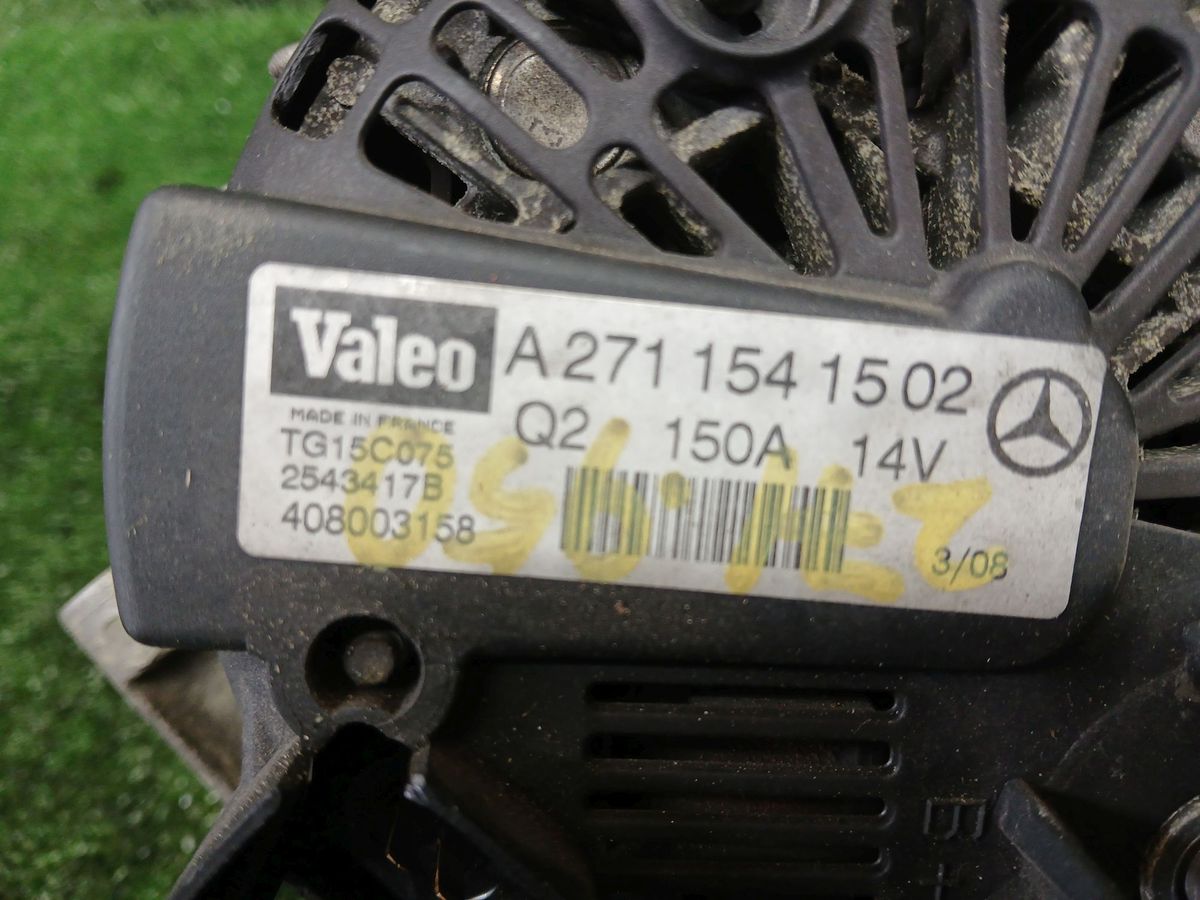 Valeo
A 271 154 15 02
MADE IN FRANCE
Q2 150A 14V
TG15C075
2543417B
408003158
3/08